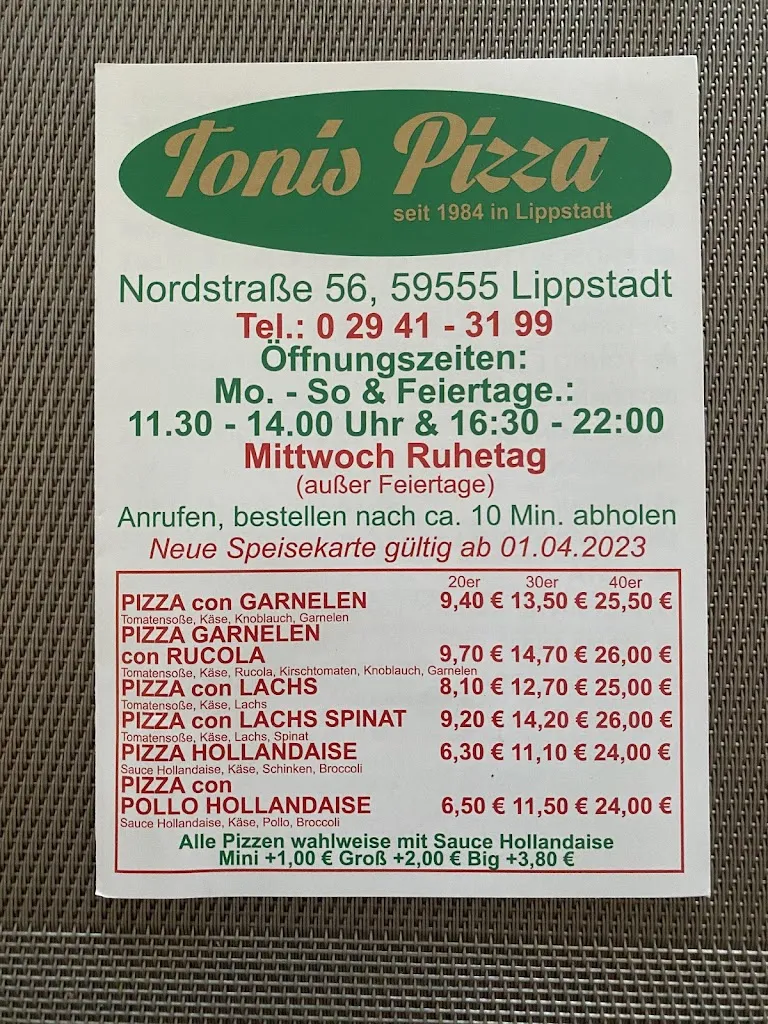 Tonis Pizza
seit 1984 in Lippstadt
Nordstraße 56, 59555 Lippstadt
Tel.: 0 29 41 - 31 99
Öffnungszeiten:
Mo. - So & Feiertage.:
11.30 - 14.00 Uhr & 16:30 - 22:00
Mittwoch Ruhetag
(außer Feiertage)
Anrufen, bestellen nach ca. 10 Min. abholen
Neue Speisekarte gültig ab 01.04.2023
20er 30er 40er
PIZZA con GARNELEN 9,40 € 13,50 € 25,50 €
Tomatensoße, Käse, Knoblauch, Garnelen
PIZZA GARNELEN
con RUCOLA 9,70 € 14,70 € 26,00 €
Tomatensoße, Käse, Rucola, Kirschtomaten, Knoblauch, Garnelen
PIZZA con LACHS 8,10 € 12,70 € 25,00 €
Tomatensoße, Käse, Lachs
PIZZA con LACHS SPINAT 9,20 € 14,20 € 26,00 €
Tomatensoße, Käse, Lachs, Spinat
PIZZA HOLLANDAISE 6,30 € 11,10 € 24,00 €
Sauce Hollandaise, Käse, Schinken, Broccoli
PIZZA con
POLLO HOLLANDAISE 6,50 € 11,50 € 24,00 €
Sauce Hollandaise, Käse, Pollo, Broccoli
Alle Pizzen wahlweise mit Sauce Hollandaise
Mini +1,00 € Groß +2,00 € Big +3,80 €